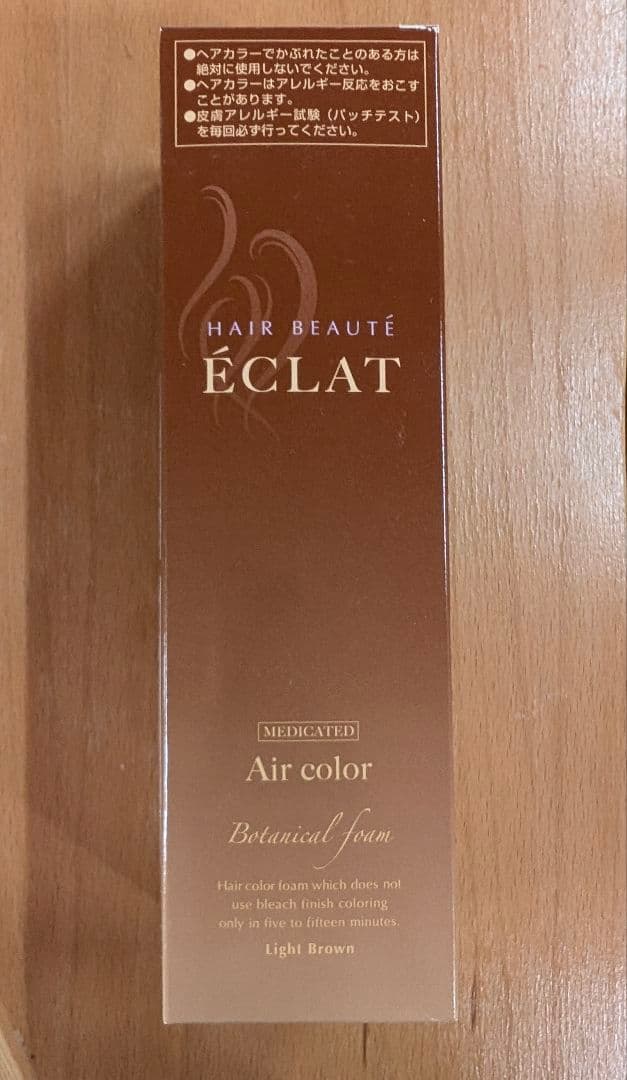 ●ヘアカラーでかぶれたことのある方は
絶対に使用しないでください。
●ヘアカラーはアレルギー反応をおこす
ことがあります。
●皮膚アレルギー試験（パッチテスト）
を毎回必ず行ってください。
HAIR BEAUTÉ
ÉCLAT
MEDICATED
Air color
Botanical foam
Hair color foam which does not
use bleach finish coloring
only in five to fifteen minutes.
Light Brown